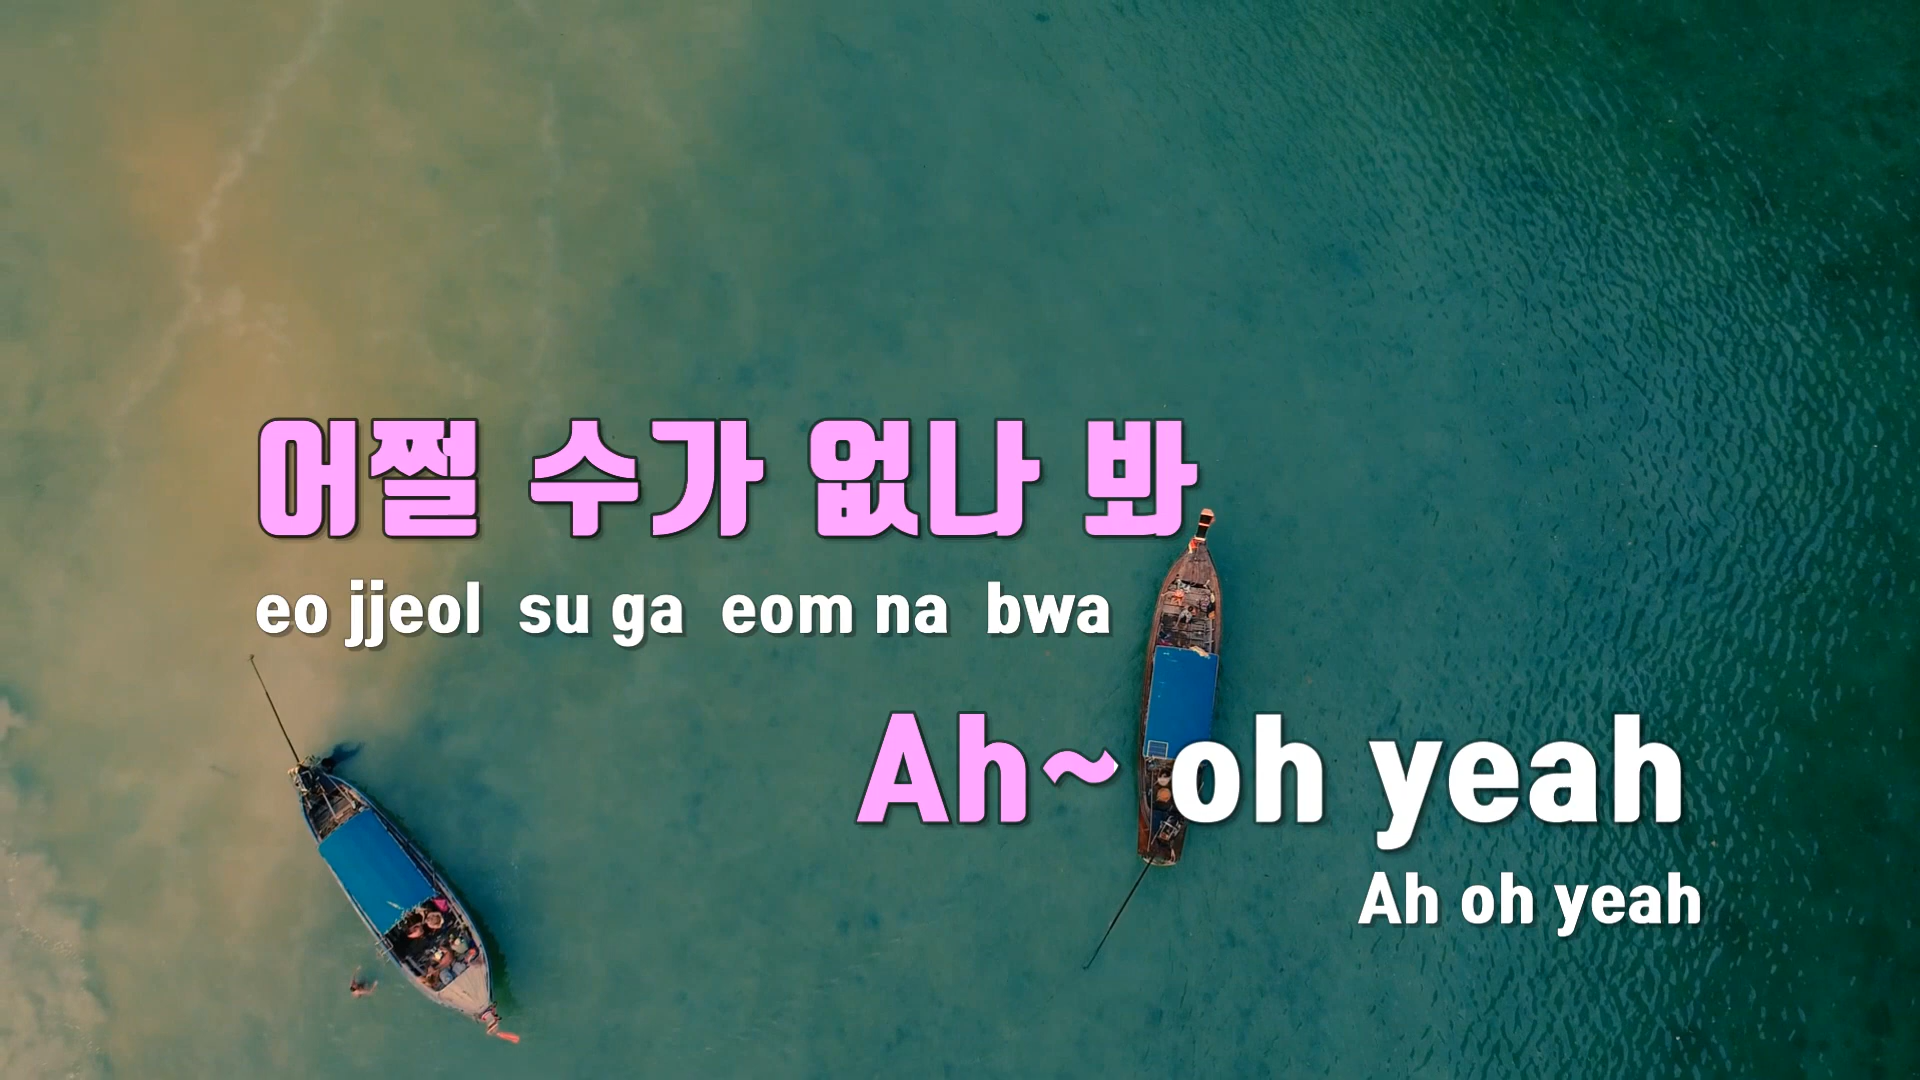 어쩔 수가 없나 봐
eo jjeol su ga eom na bwa
Ah~ oh yeah
Ah oh yeah